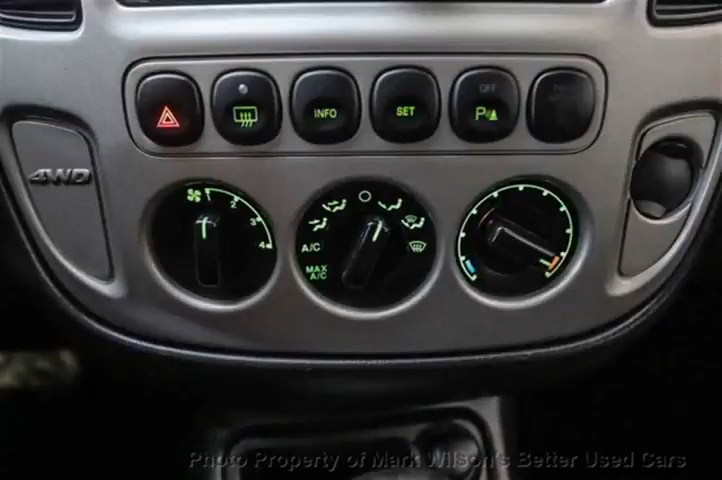 INFO SET OFF P
4WD
1 2 3 4
A/C
MAX
A/C
Photo Property of Mark Wilson's Better Used Cars